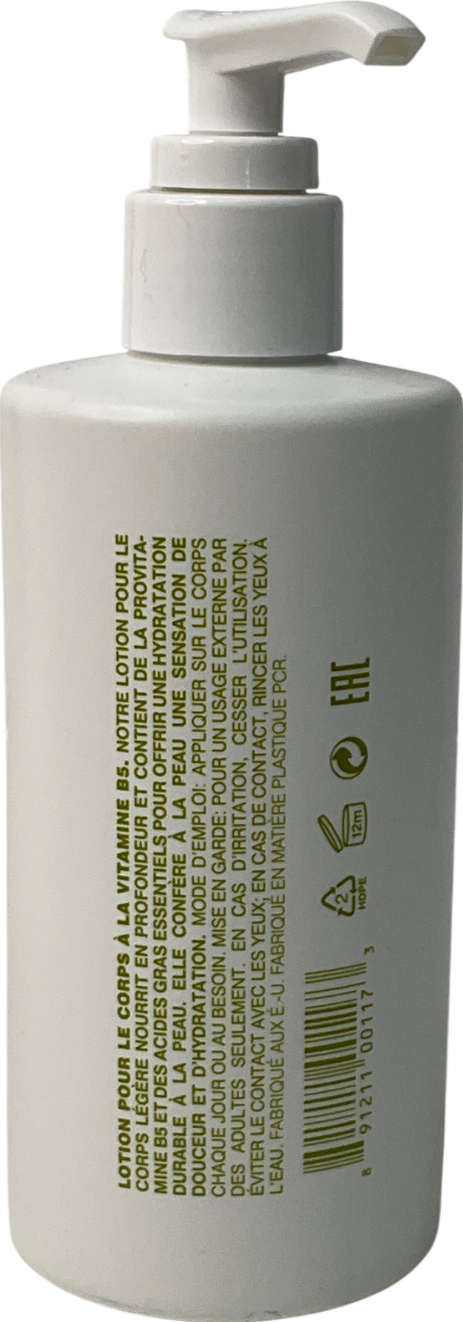 LOTION POUR LE CORPS À LA VITAMINE B5. NOTRE LOTION POUR LE
CORPS LÉGÈRE NOURRIT EN PROFONDEUR ET CONTIENT DE LA PROVITA-
MINE B5 ET DES ACIDES GRAS ESSENTIELS POUR OFFRIR UNE HYDRATATION
DURABLE À LA PEAU. ELLE CONFÈRE À LA PEAU UNE SENSATION DE
DOUCEUR ET D'HYDRATATION. MODE D'EMPLOI: APPLIQUER SUR LE CORPS
CHAQUE JOUR OU AU BESOIN. MISE EN GARDE: POUR UN USAGE EXTERNE PAR
DES ADULTES SEULEMENT. EN CAS D'IRRITATION, CESSER L'UTILISATION.
ÉVITER LE CONTACT AVEC LES YEUX; EN CAS DE CONTACT, RINCER LES YEUX À
L'EAU. FABRIQUÉ AUX É.-U. FABRIQUÉ EN MATIÈRE PLASTIQUE PCR.
8 91211 00117 3
2
HDPE
12m
EAC